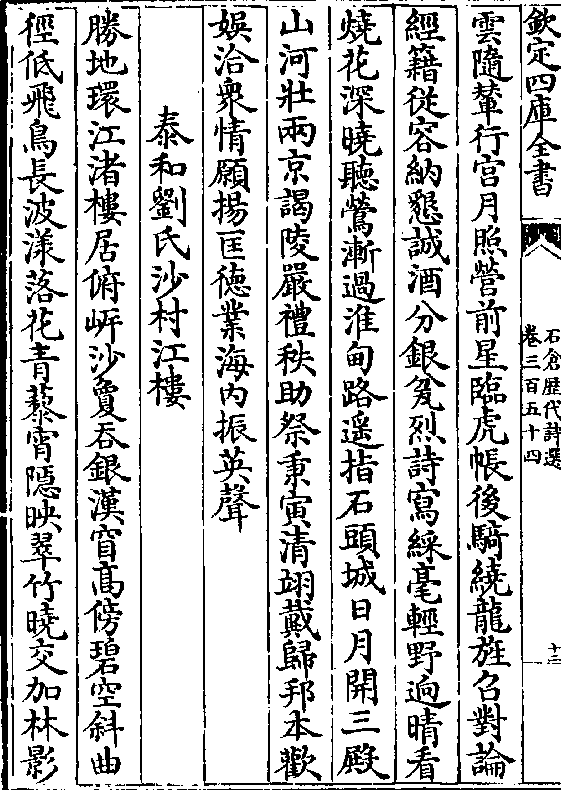 欽定四庫全書
石倉歴代詩選
卷三百五十四
十三
雲隨輦行宫月照營前星臨虎帳後騎繞龍旌召對論
經籍從容納懇誠酒分銀瓮烈詩寫綵毫輕野逈晴看
燒花深曉聽鶯漸過淮甸路遥指石頭城日月開三殿
山河壯兩京謁陵嚴禮秩助祭秉寅清翊戴歸邦本歡
娱洽衆情願揚匡徳業海内振英聲
泰和劉氏沙村江樓
勝地環江渚樓居俯岸沙甍吞銀漢窅髙傍碧空斜曲
徑低飛鳥長波漾落花青藜宵隠映翠竹曉交加林影